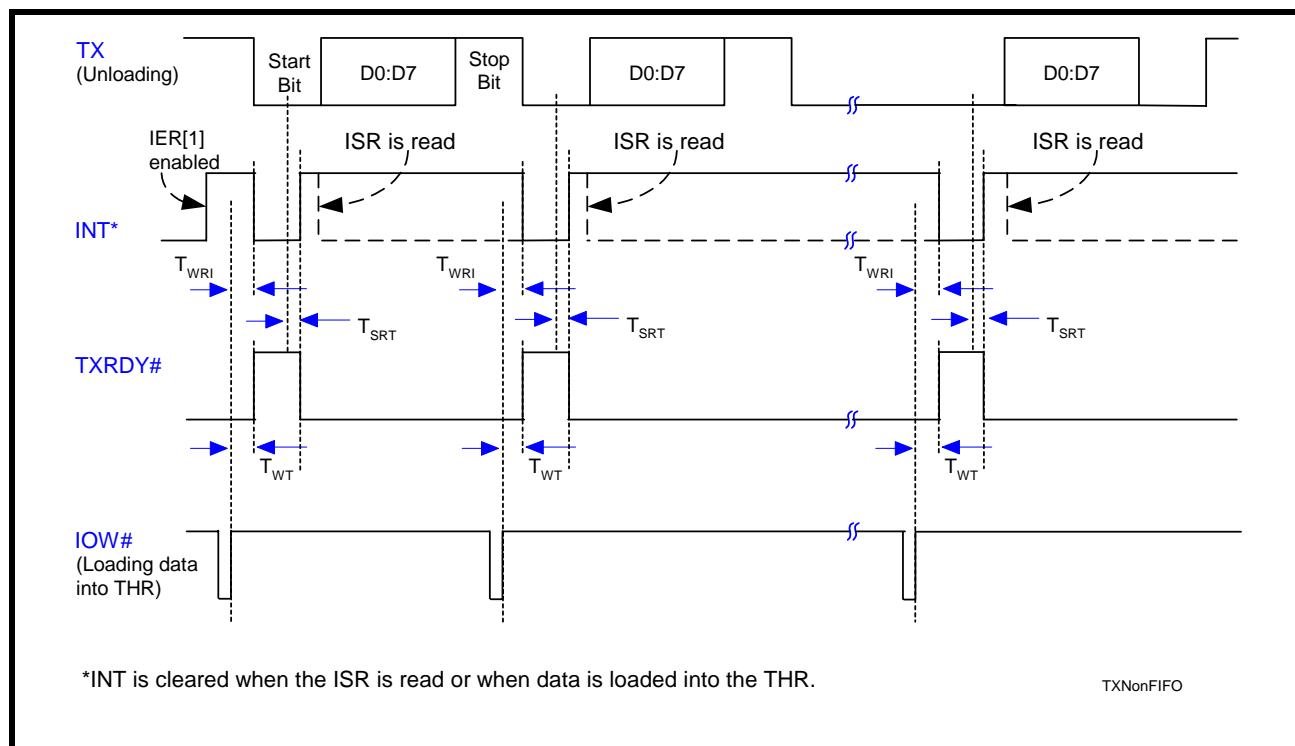 TX
(Unloading)
Start
Bit
D0:D7
Stop
Bit
D0:D7
D0:D7
IER[1]
enabled
ISR is read
ISR is read
ISR is read
INT*
TWRI
TWRI
TWRI
TSRT
TSRT
TSRT
TXRDY#
TWT
TWT
TWT
IOW#
(Loading data
into THR)
*INT is cleared when the ISR is read or when data is loaded into the THR.
TXNonFIFO